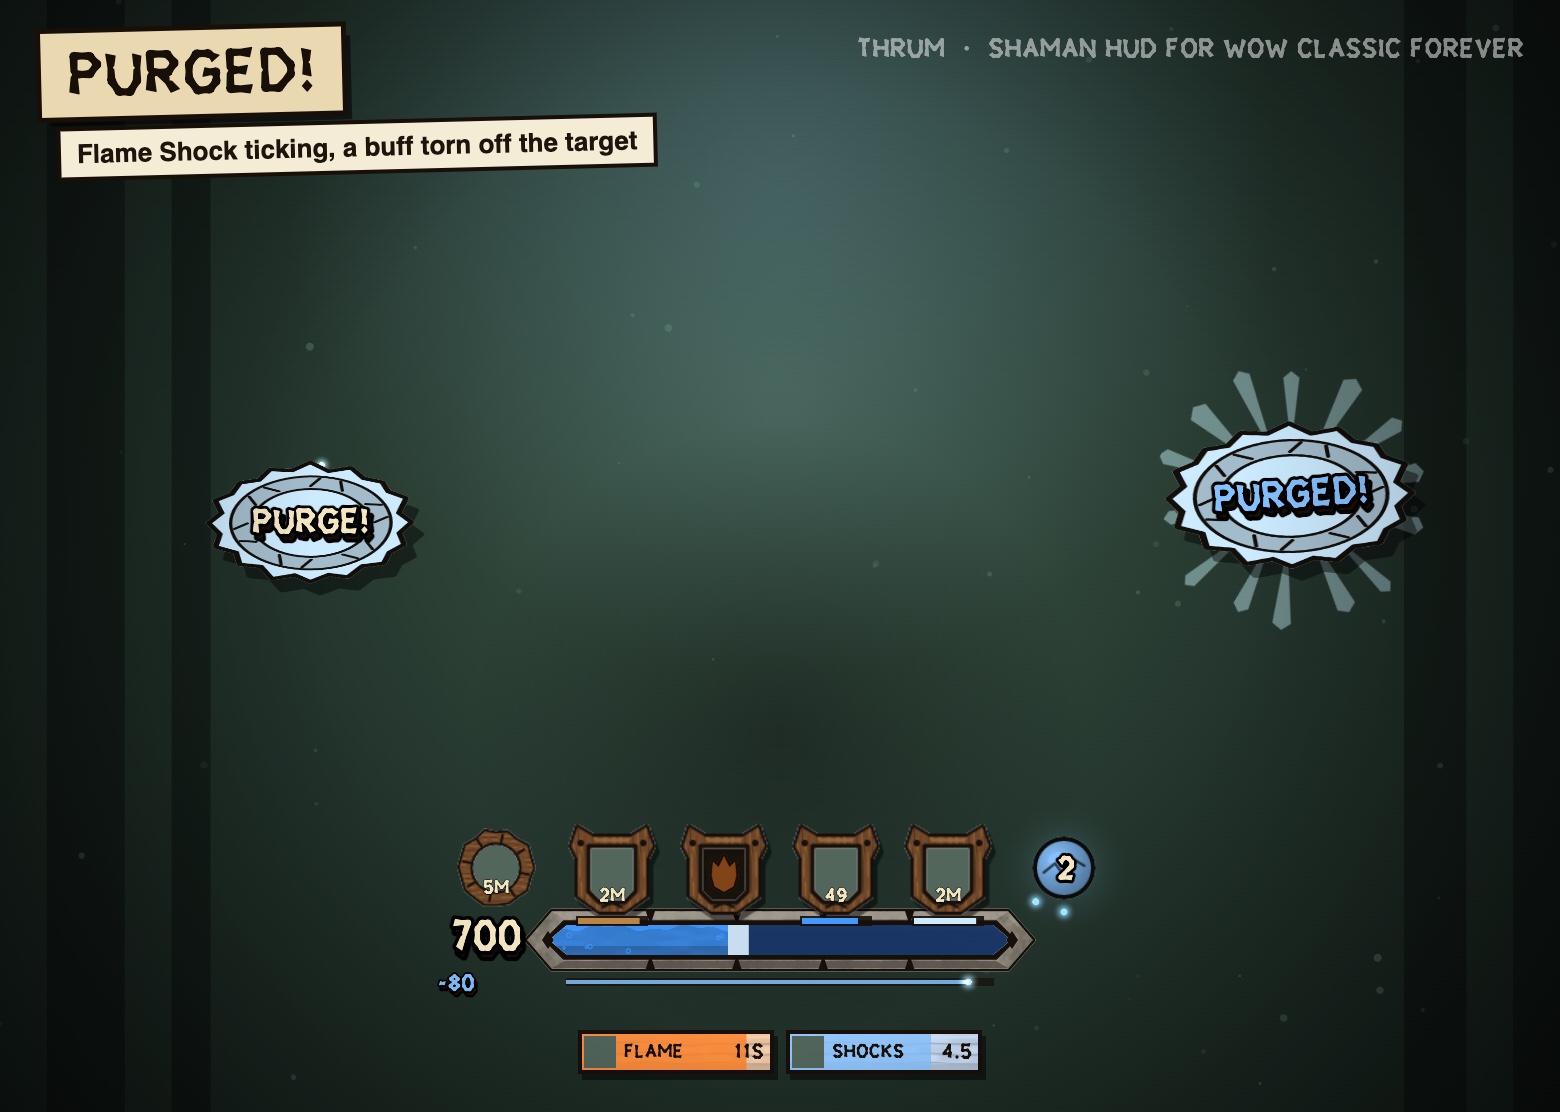 PURGED!
THRUM · SHAMAN HUD FOR WOW CLASSIC FOREVER
Flame Shock ticking, a buff torn off the target
PURGE!
PURGED!
5M
2M
49
2M
2
700
-80
FLAME 11S
SHOCKS 4.5